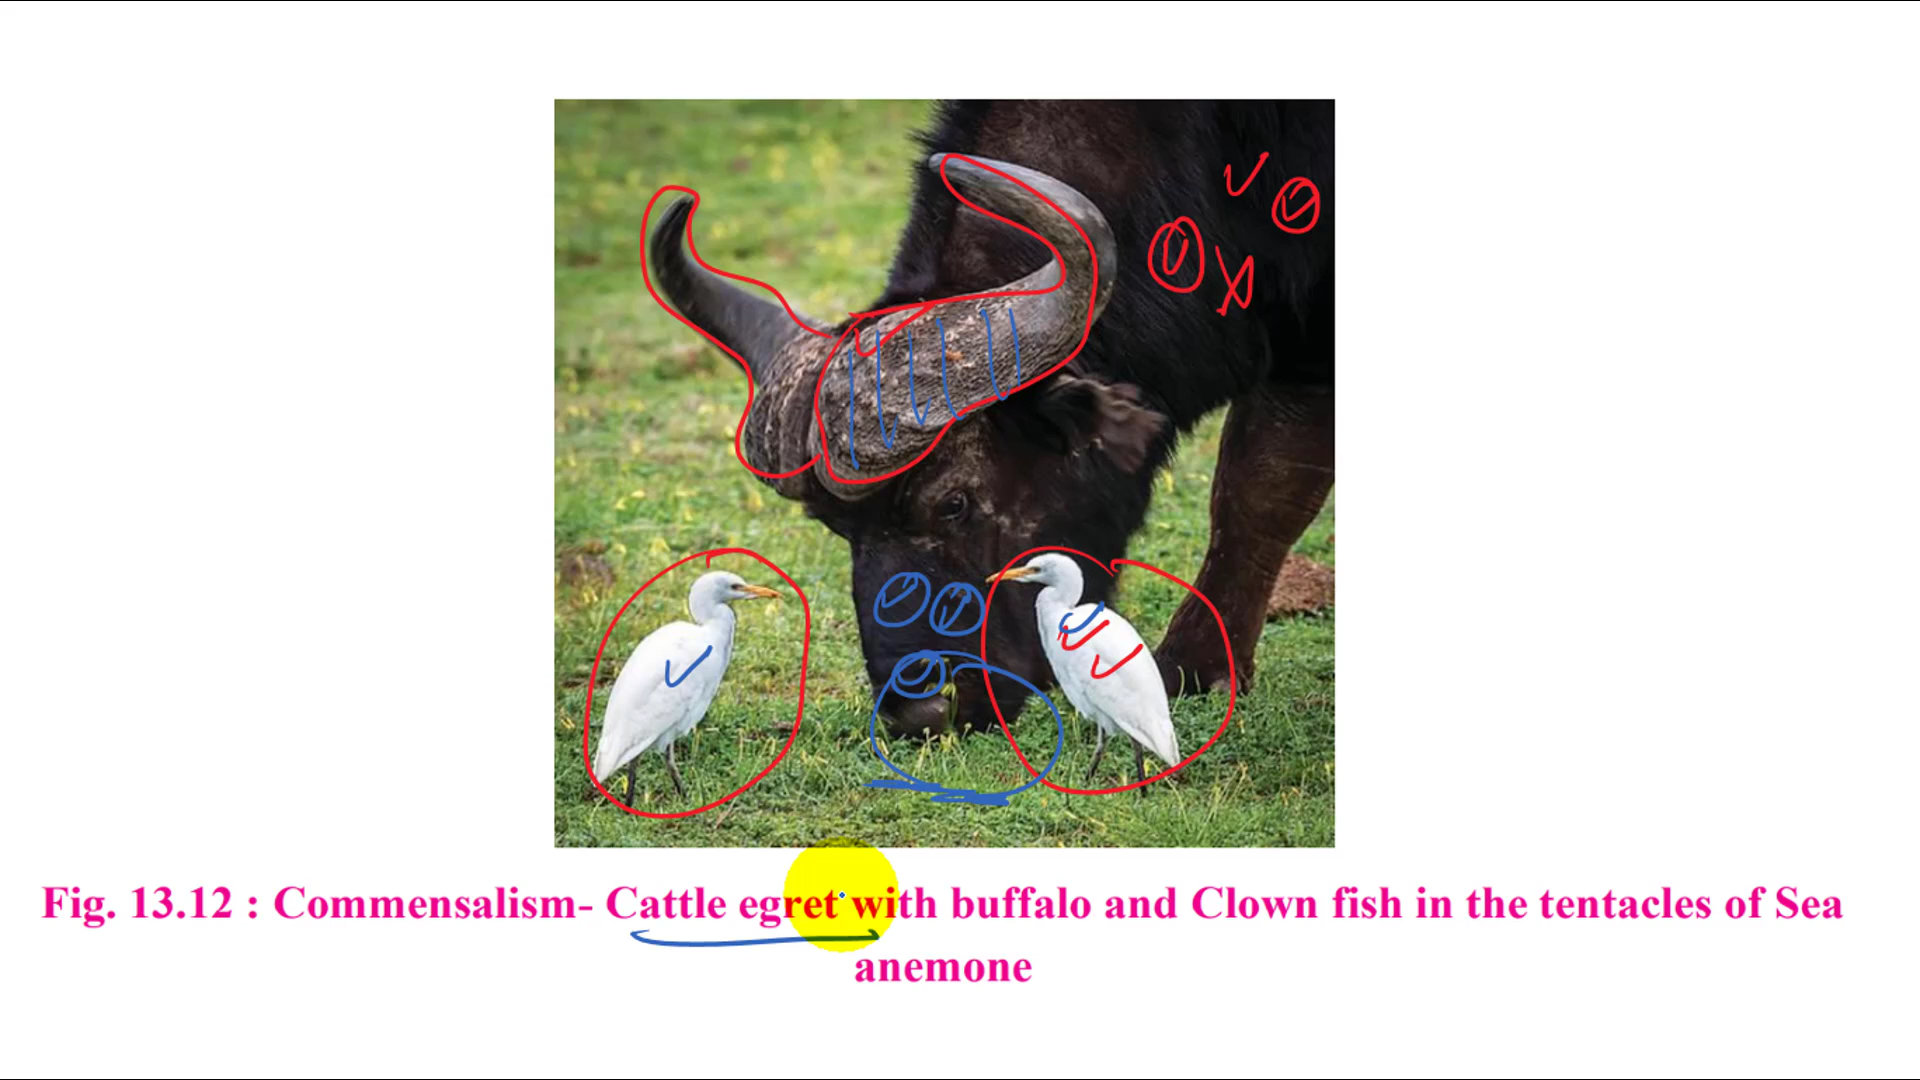 Fig. 13.12 : Commensalism- Cattle egret with buffalo and Clown fish in the tentacles of Sea
anemone